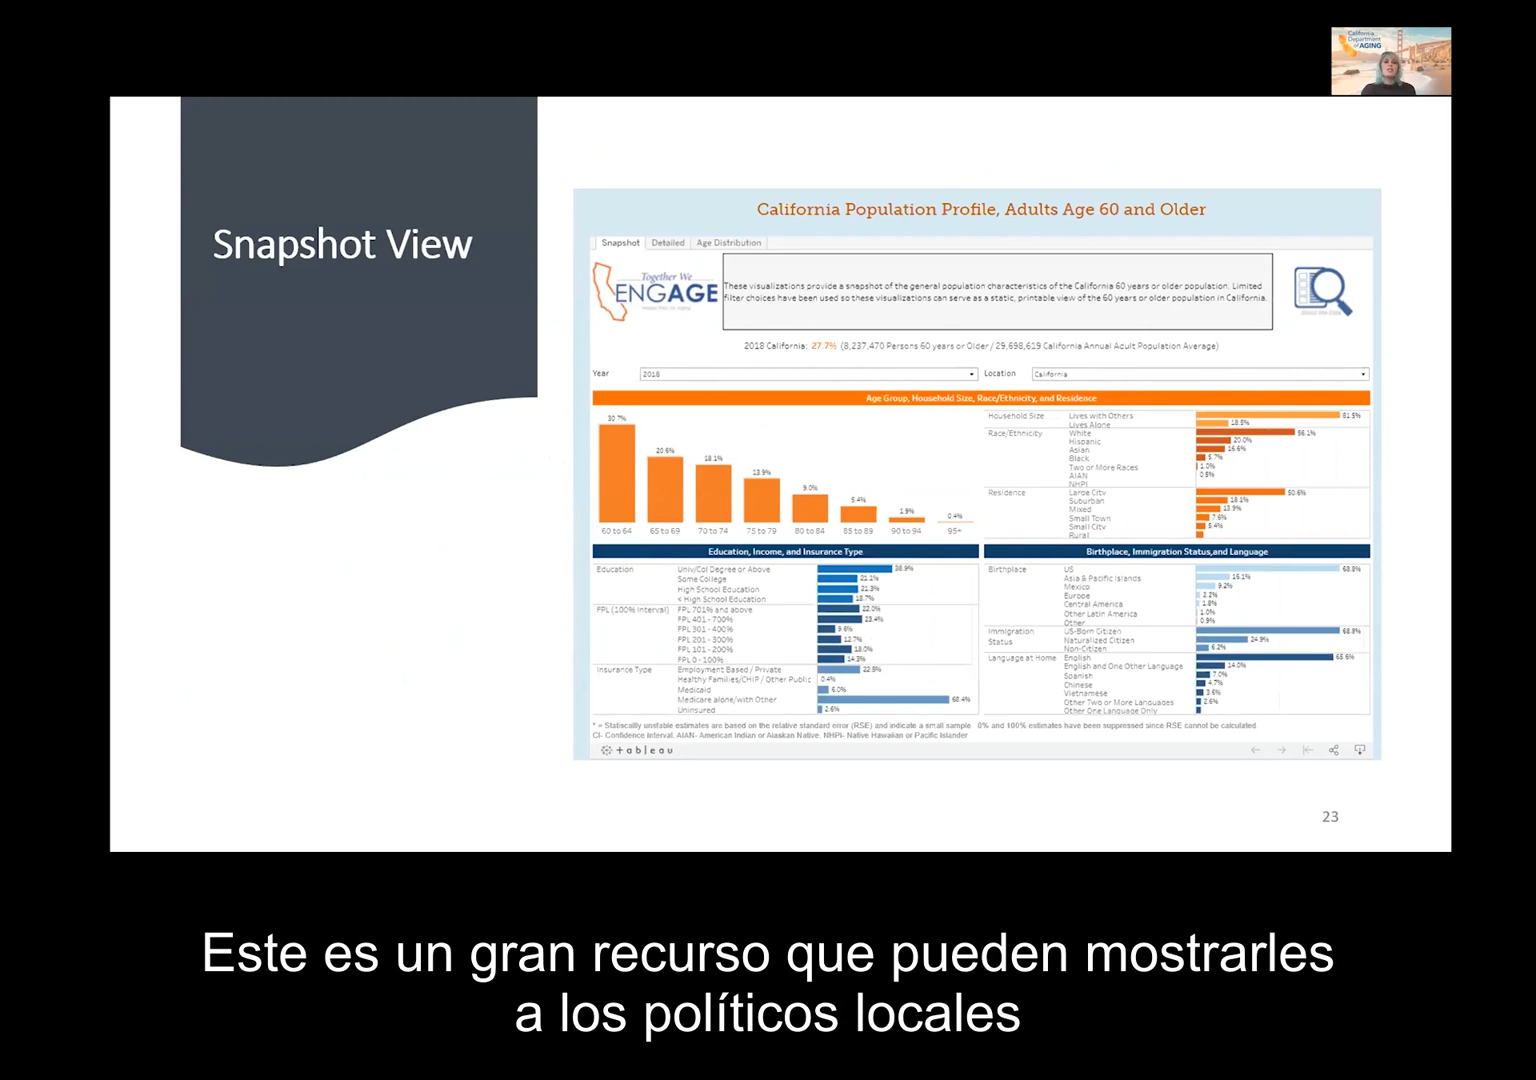 California
Department
of AGING
Snapshot View
California Population Profile, Adults Age 60 and Older
Snapshot
Detailed
Age Distribution
Together We
ENGAGE
These visualizations provide a snapshot of the general population characteristics of the California 60 years or older population. Limited
filter choices have been used so these visualizations can serve as a static, printable view of the 60 years or older population in California.
About the Data
2018 California: 27.7% (8,237,470 Persons 60 years or Older / 29,698,619 California Annual Adult Population Average)
Year 2018
Location California
Age Group, Household Size, Race/Ethnicity, and Residence
30.7%
20.6%
18.1%
13.9%
9.0%
5.4%
1.9%
0.4%
60 to 64
65 to 69
70 to 74
75 to 79
80 to 84
85 to 89
90 to 94
95+
Household Size
Lives with Others 81.5%
Lives Alone 18.5%
Race/Ethnicity
White 56.1%
Hispanic 20.0%
Asian 16.6%
Black 5.7%
Two or More Races 1.0%
AIAN 0.5%
NHPI
Residence
Large City 50.6%
Suburban 18.1%
Mixed 13.9%
Small Town 7.6%
Small City 5.4%
Rural
Education, Income, and Insurance Type
Education
Univ/Col Degree or Above 38.9%
Some College 21.1%
High School Education 21.3%
< High School Education 18.7%
FPL (100% Interval)
FPL 701% and above 22.0%
FPL 401 - 700% 23.4%
FPL 301 - 400% 9.6%
FPL 201 - 300% 12.7%
FPL 101 - 200% 18.0%
FPL 0 - 100% 14.3%
Insurance Type
Employment Based / Private 22.5%
Healthy Families/CHIP / Other Public 0.4%
Medicaid 6.0%
Medicare alone/with Other 68.4%
Uninsured 2.6%
Birthplace, Immigration Status,and Language
Birthplace
US 68.8%
Asia & Pacific Islands 16.1%
Mexico 9.2%
Europe 2.2%
Central America 1.8%
Other Latin America 1.0%
Other 0.9%
Immigration
Status
US-Born Citizen 68.8%
Naturalized Citizen 24.9%
Non-Citizen 6.2%
Language at Home
English 65.6%
English and One Other Language 14.0%
Spanish 7.0%
Chinese 4.7%
Vietnamese 3.6%
Other Two or More Languages 2.6%
Other One Language Only
* = Statiscally unstable estimates are based on the relative standard error (RSE) and indicate a small sample 0% and 100% estimates have been suppressed since RSE cannot be calculated.
CI- Confidence Interval, AIAN- American Indian or Alaskan Native, NHPI- Native Hawaiian or Pacific Islander
+ableau
23
Este es un gran recurso que pueden mostrarles
a los políticos locales